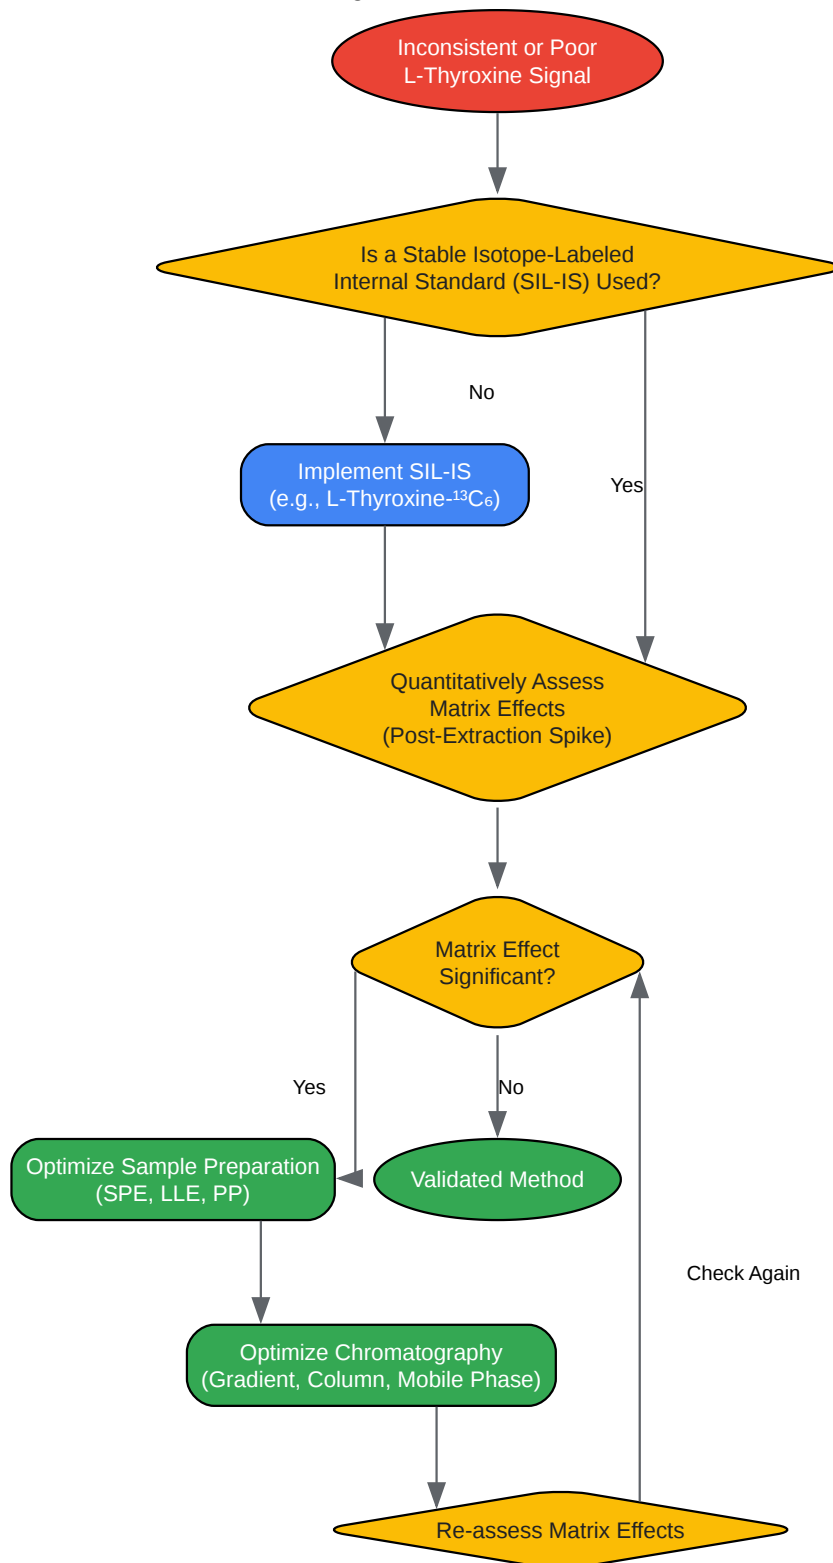 Inconsistent or Poor
L-Thyroxine Signal
Is a Stable Isotope-Labeled
Internal Standard (SIL-IS) Used?
No
Implement SIL-IS
(e.g., L-Thyroxine-¹³C₆)
Yes
Quantitatively Assess
Matrix Effects
(Post-Extraction Spike)
Matrix Effect
Significant?
Yes
No
Optimize Sample Preparation
(SPE, LLE, PP)
Validated Method
Check Again
Optimize Chromatography
(Gradient, Column, Mobile Phase)
Re-assess Matrix Effects